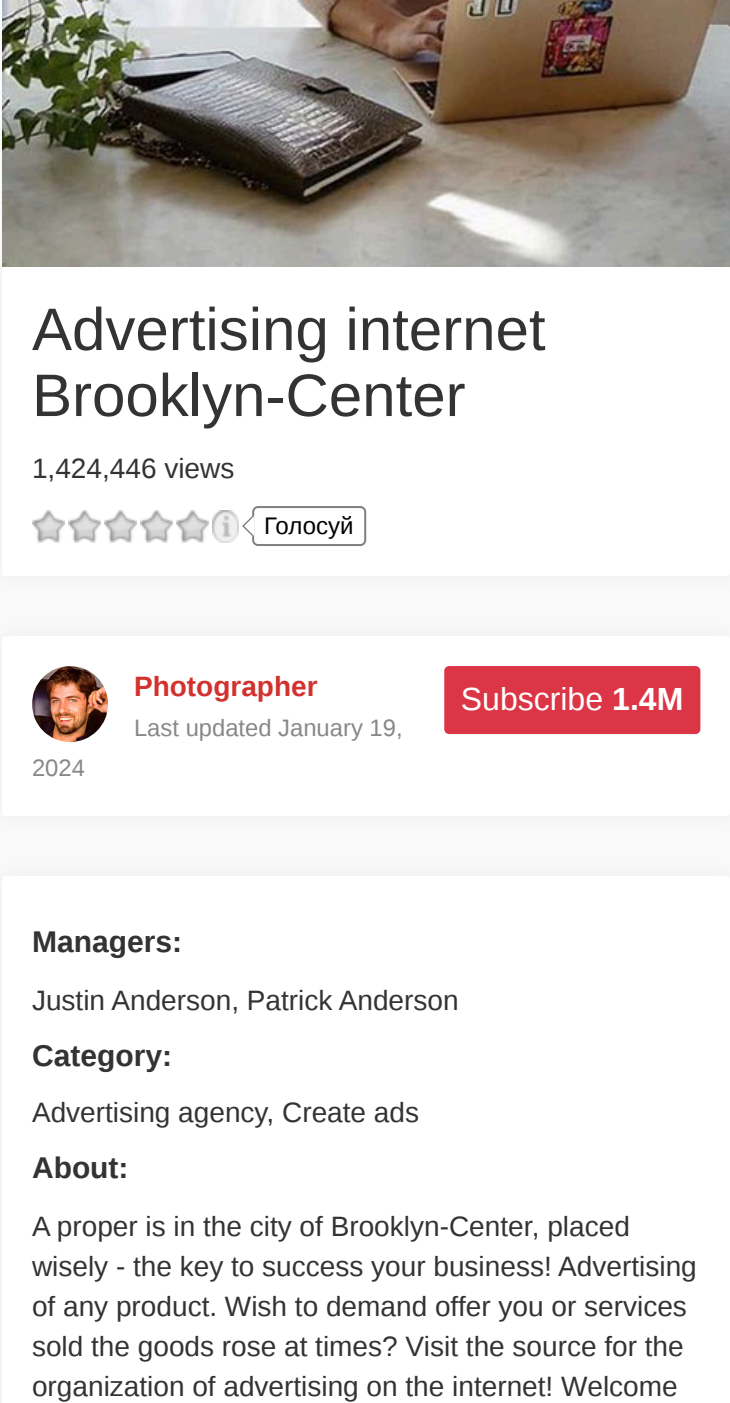 Advertising internet
Brooklyn-Center
1,424,446 views
Голосуй
Photographer
Subscribe 1.4M
Last updated January 19,
2024
Managers:
Justin Anderson, Patrick Anderson
Category:
Advertising agency, Create ads
About:
A proper is in the city of Brooklyn-Center, placed
wisely - the key to success your business! Advertising
of any product. Wish to demand offer you or services
sold the goods rose at times? Visit the source for the
organization of advertising on the internet! Welcome